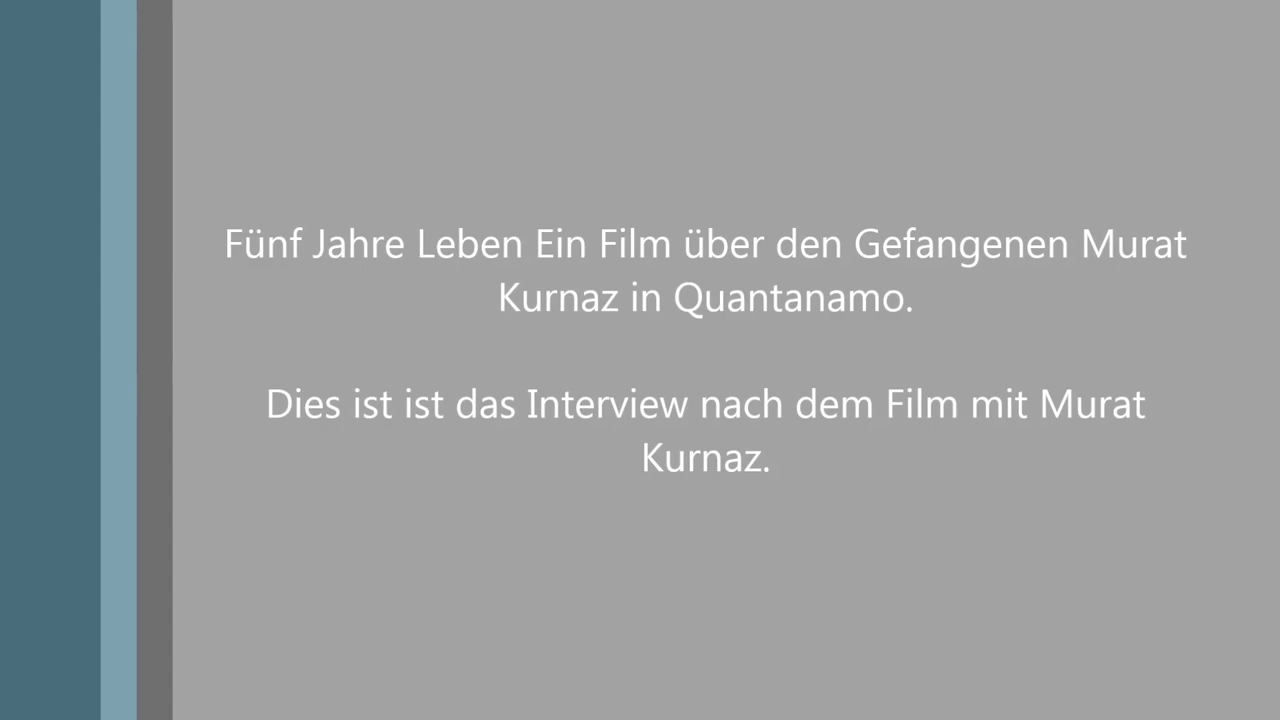 Fünf Jahre Leben Ein Film über den Gefangenen Murat
Kurnaz in Quantanamo.
Dies ist ist das Interview nach dem Film mit Murat
Kurnaz.